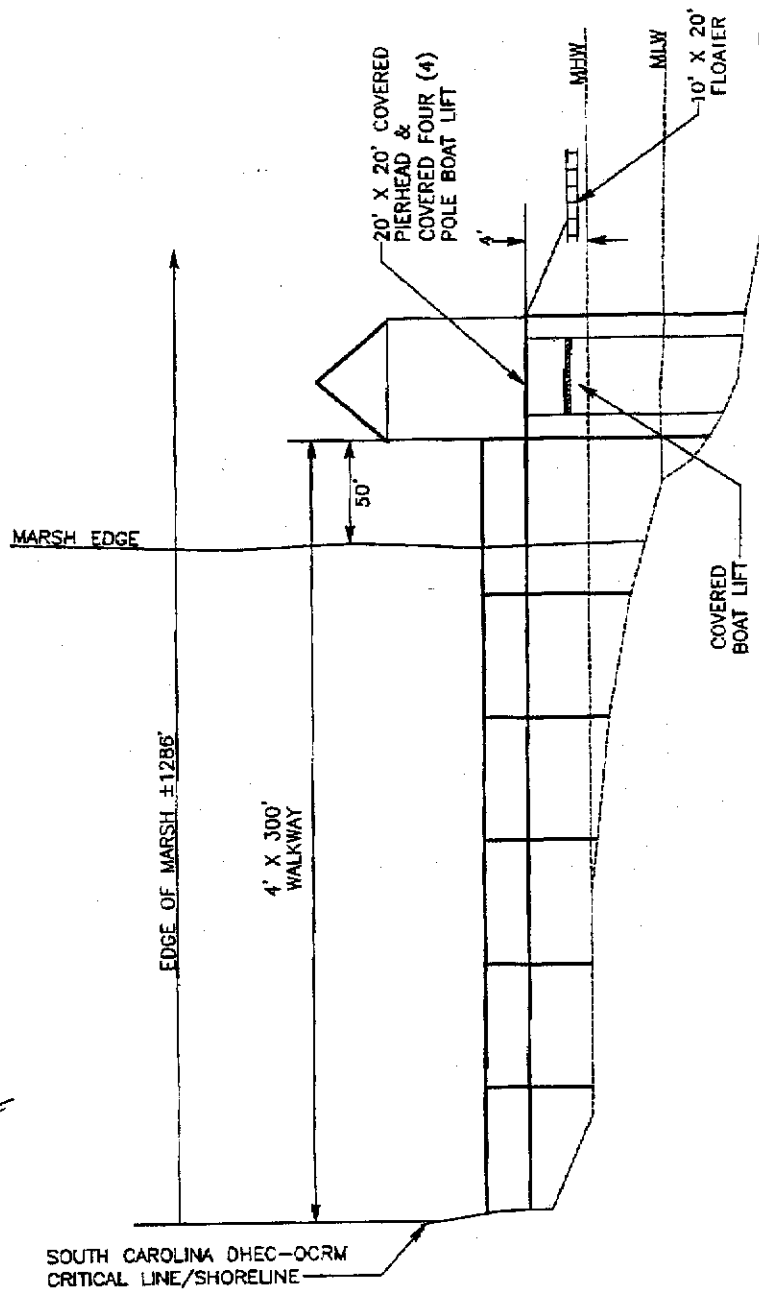 20' X 20' COVERED
PIERHEAD &
COVERED FOUR (4)
POLE BOAT LIFT
4'
MHW
MLW
10' X 20'
FLOATER
50'
MARSH EDGE
EDGE OF MARSH ±1286'
4' X 300'
WALKWAY
COVERED
BOAT LIFT
SOUTH CAROLINA DHEC-OCRM
CRITICAL LINE/SHORELINE